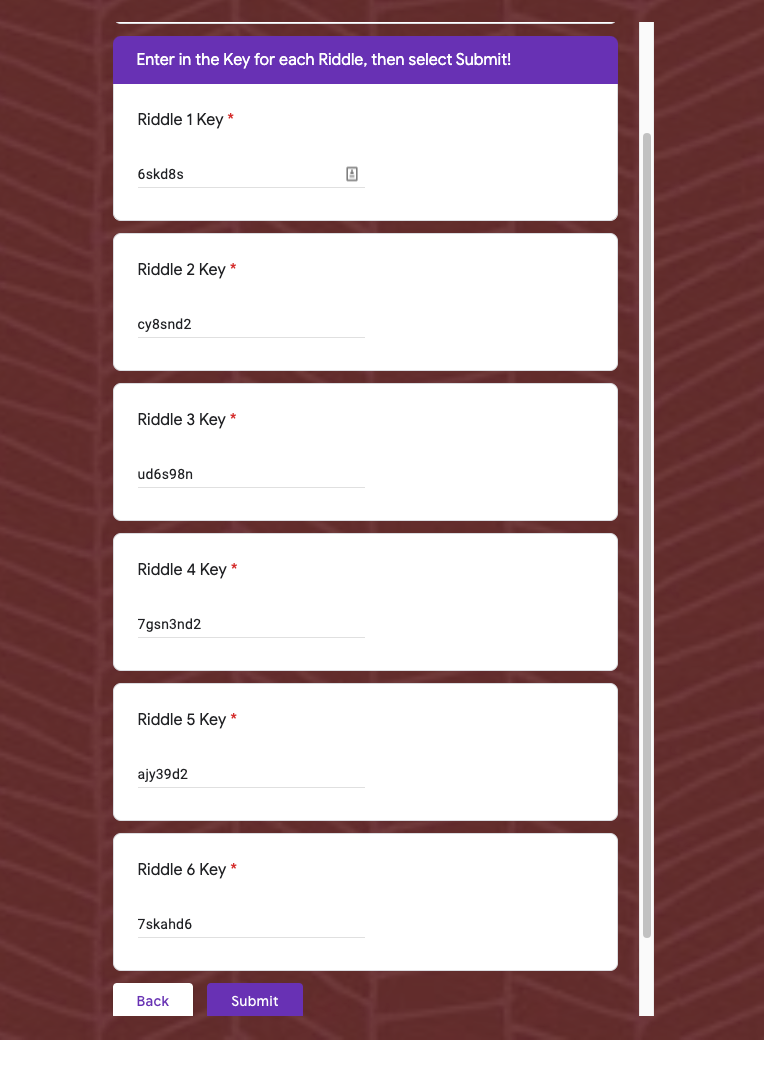 Enter in the Key for each Riddle, then select Submit!
Riddle 1 Key *
6skd8s
Riddle 2 Key *
cy8snd2
Riddle 3 Key *
ud6s98n
Riddle 4 Key *
7gsn3nd2
Riddle 5 Key *
ajy39d2
Riddle 6 Key *
7skahd6
Back Submit